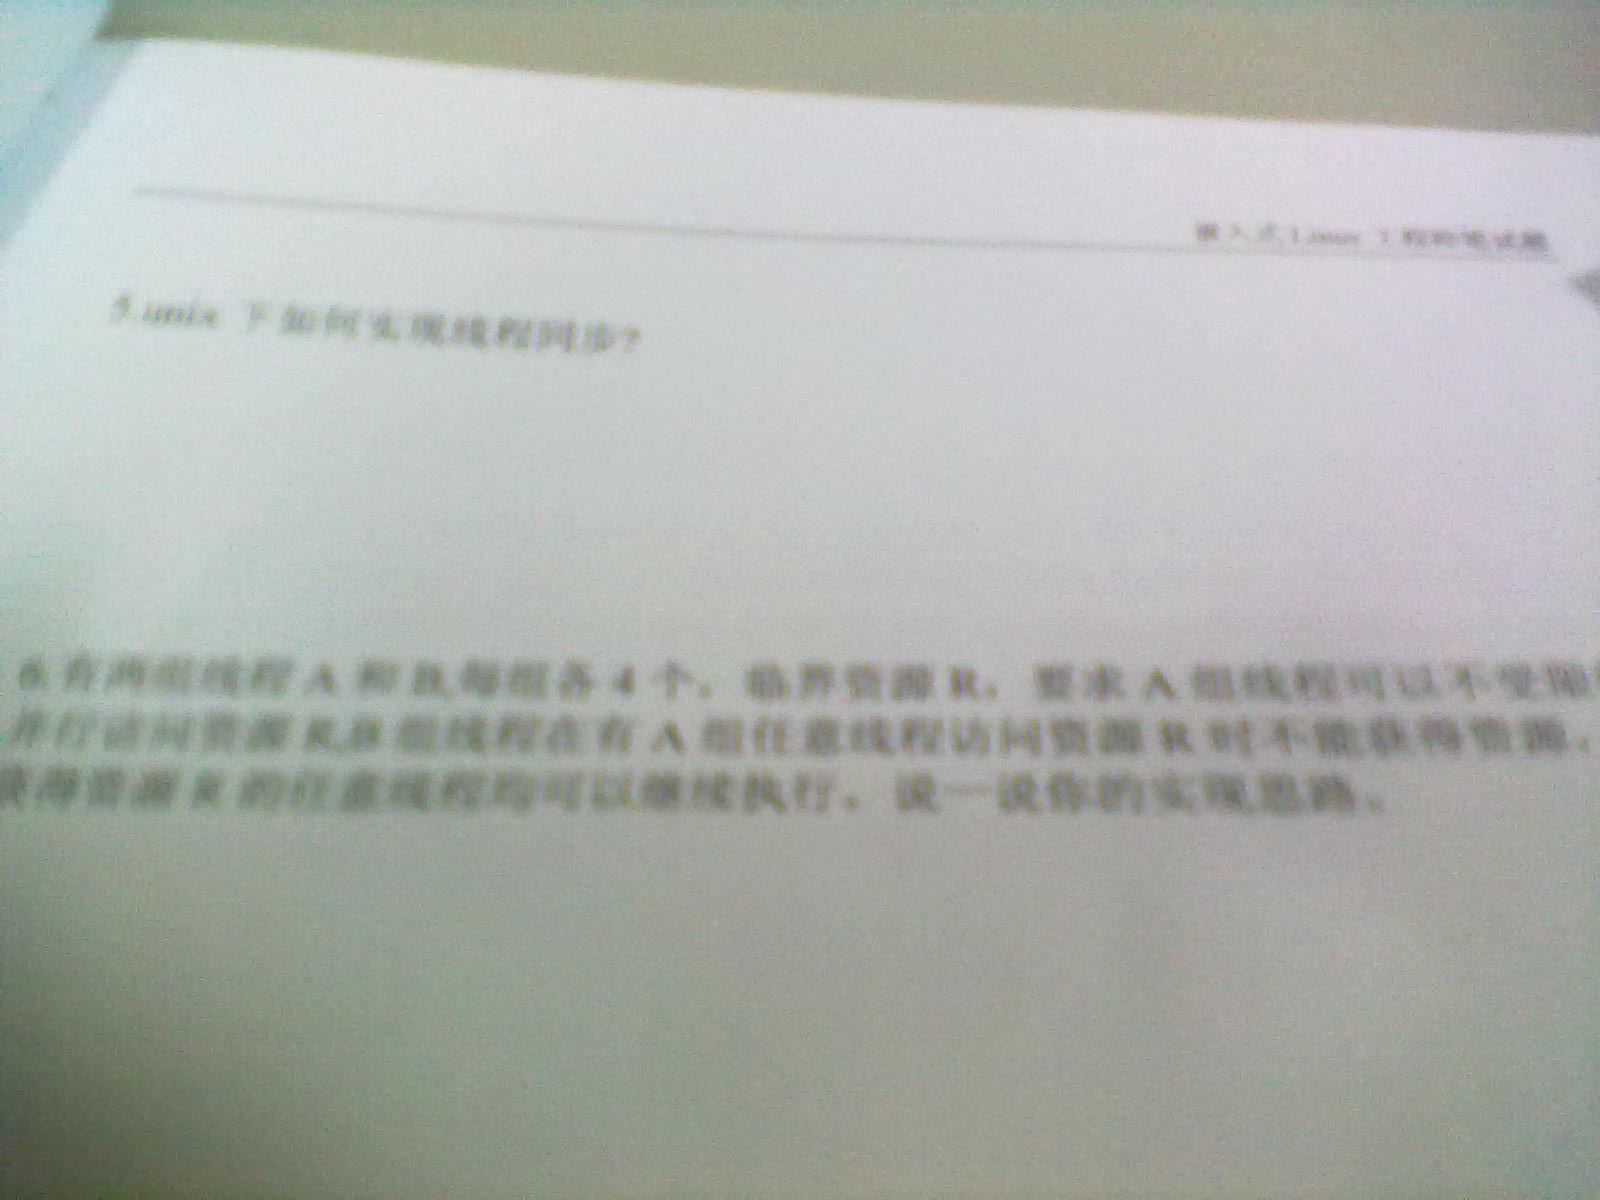 嵌入式 Linux 工程师笔试题
5.unix 下如何实现线程同步?
6.有两组线程 A 和 B,每组各 4 个，临界资源 R，要求 A 组线程可以不受限
并行访问资源 R,B 组线程在有 A 组任意线程访问资源 R 时不能获得资源，
获得资源 R 的任意线程均可以继续执行。说一说你的实现思路。